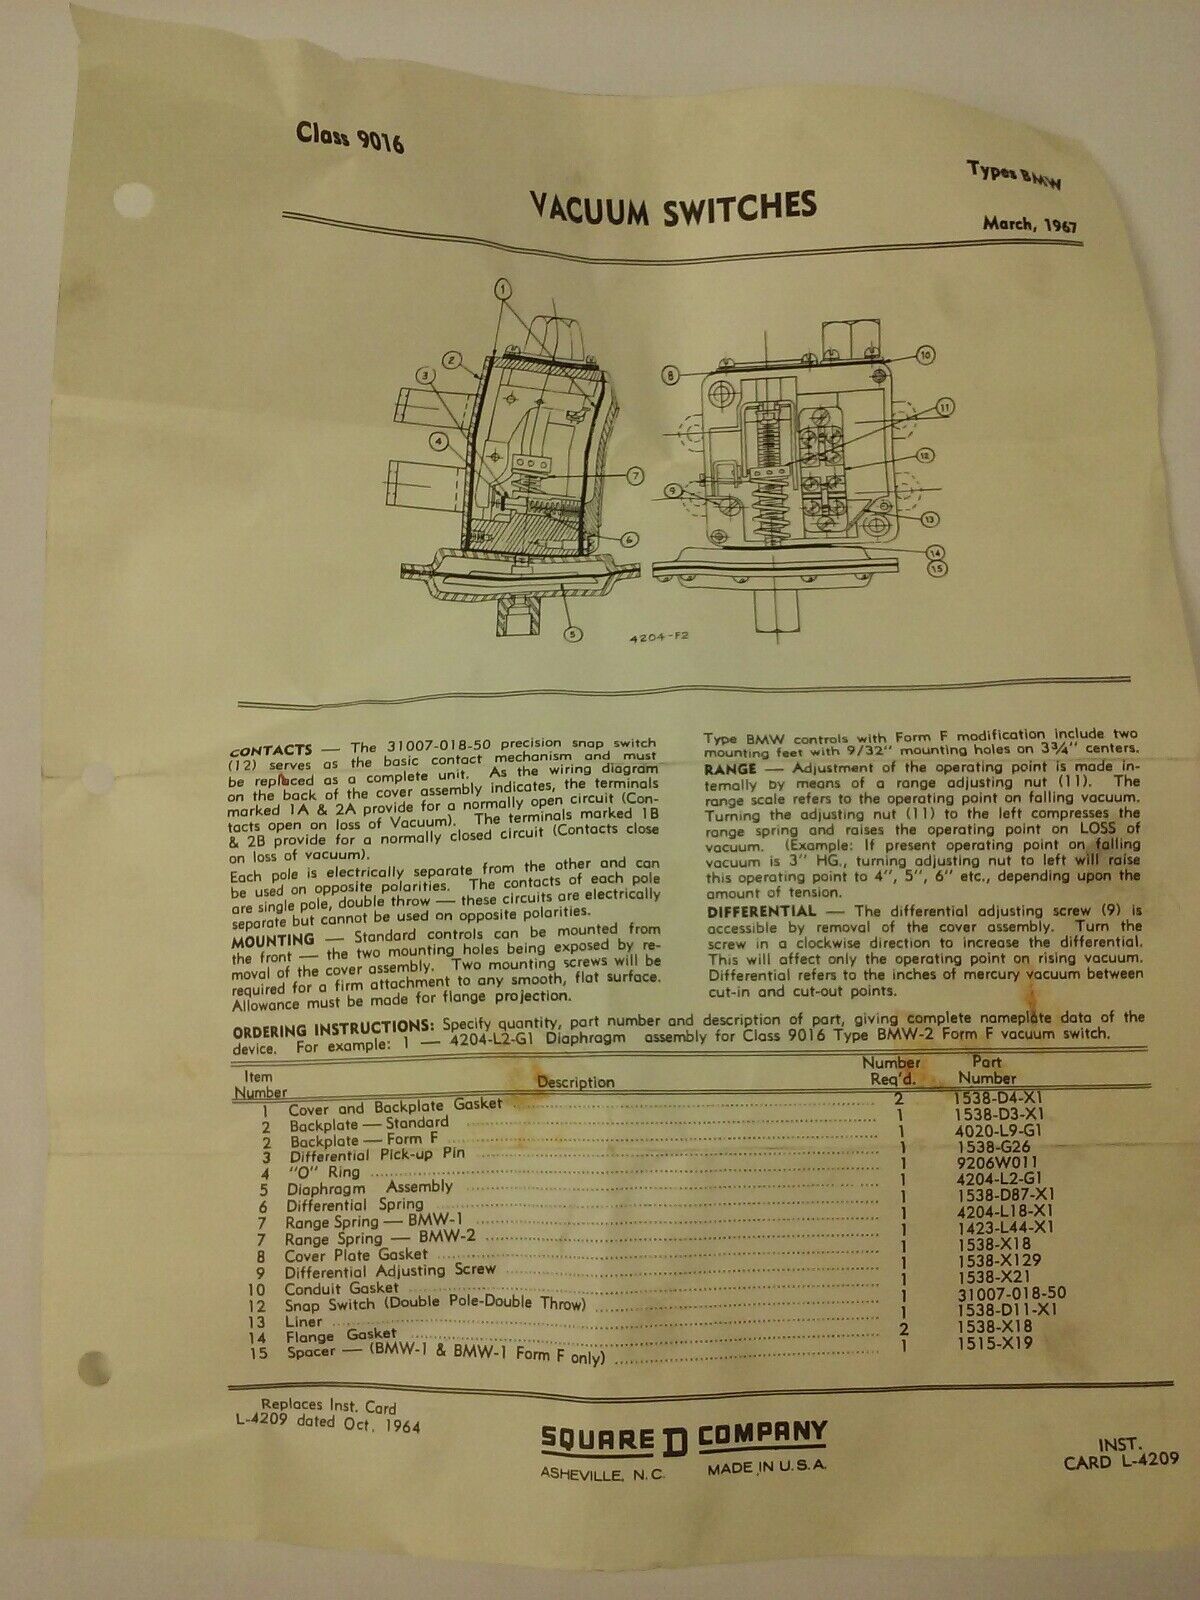 Class 9016
Types BMW
VACUUM SWITCHES
March, 1967
1
2
3
4
7
6
5
8
9
10
11
12
13
14
15
4204-F2
CONTACTS — The 31007-018-50 precision snap switch
(12) serves as the basic contact mechanism and must
be replaced as a complete unit. As the wiring diagram
on the back of the cover assembly indicates, the terminals
marked 1A & 2A provide for a normally open circuit (Con-
tacts open on loss of Vacuum). The terminals marked 1B
& 2B provide for a normally closed circuit (Contacts close
on loss of vacuum).
Each pole is electrically separate from the other and can
be used on opposite polarities. The contacts of each pole
are single pole, double throw — these circuits are electrically
separate but cannot be used on opposite polarities.
MOUNTING — Standard controls can be mounted from
the front — the two mounting holes being exposed by re-
moval of the cover assembly. Two mounting screws will be
required for a firm attachment to any smooth, flat surface.
Allowance must be made for flange projection.
Type BMW controls with Form F modification include two
mounting feet with 9/32" mounting holes on 3¾" centers.
RANGE — Adjustment of the operating point is made in-
ternally by means of a range adjusting nut (11). The
range scale refers to the operating point on falling vacuum.
Turning the adjusting nut (11) to the left compresses the
range spring and raises the operating point on LOSS of
vacuum. (Example: If present operating point on falling
vacuum is 3" HG., turning adjusting nut to left will raise
this operating point to 4", 5", 6" etc., depending upon the
amount of tension.
DIFFERENTIAL — The differential adjusting screw (9) is
accessible by removal of the cover assembly. Turn the
screw in a clockwise direction to increase the differential.
This will affect only the operating point on rising vacuum.
Differential refers to the inches of mercury vacuum between
cut-in and cut-out points.
ORDERING INSTRUCTIONS: Specify quantity, part number and description of part, giving complete nameplate data of the
device. For example: 1 — 4204-L2-G1 Diaphragm assembly for Class 9016 Type BMW-2 Form F vacuum switch.
Item Number Description Number Req'd. Part Number
1 Cover and Backplate Gasket 2 1538-D4-X1
2 Backplate — Standard 1 1538-D3-X1
2 Backplate — Form F 1 4020-L9-G1
3 Differential Pick-up Pin 1 1538-G26
4 "O" Ring 1 9206W011
5 Diaphragm Assembly 1 4204-L2-G1
6 Differential Spring 1 1538-D87-X1
7 Range Spring — BMW-1 1 4204-L18-X1
7 Range Spring — BMW-2 1 1423-L44-X1
8 Cover Plate Gasket 1 1538-X18
9 Differential Adjusting Screw 1 1538-X129
10 Conduit Gasket 1 1538-X21
12 Snap Switch (Double Pole-Double Throw) 1 31007-018-50
13 Liner 1 1538-D11-X1
14 Flange Gasket 2 1538-X18
15 Spacer — (BMW-1 & BMW-1 Form F only) 1 1515-X19
Replaces Inst. Card
L-4209 dated Oct. 1964
SQUARE D COMPANY
ASHEVILLE, N.C. MADE IN U.S.A.
INST.
CARD L-4209